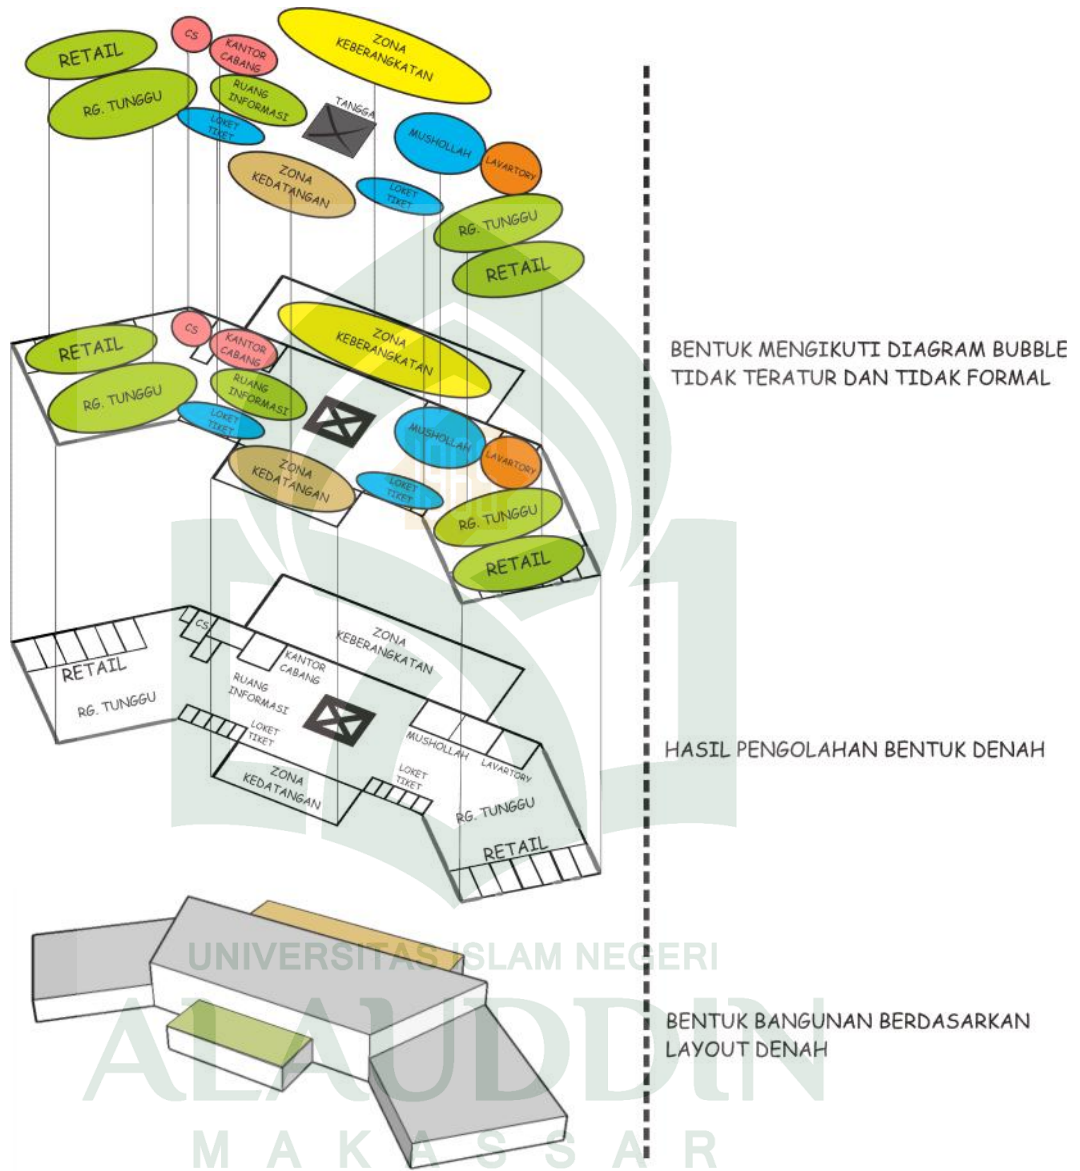 RETAIL
RG. TUNGGU
CS
KANTOR
CABANG
RUANG
INFORMASI
LOKET
TIKET
ZONA
KEBERANGKATAN
TANGGA
ZONA
KEDATANGAN
MUSHOLLAH
LAVARTORY
LOKET
TIKET
RG. TUNGGU
RETAIL
RETAIL
RG. TUNGGU
CS
KANTOR
CABANG
RUANG
INFORMASI
LOKET
TIKET
ZONA
KEBERANGKATAN
ZONA
KEDATANGAN
MUSHOLLAH
LAVARTORY
LOKET
TIKET
RG. TUNGGU
RETAIL
BENTUK MENGIKUTI DIAGRAM BUBBLE
TIDAK TERATUR DAN TIDAK FORMAL
CS
RETAIL
RG. TUNGGU
KANTOR
CABANG
RUANG
INFORMASI
LOKET
TIKET
ZONA
KEBERANGKATAN
ZONA
KEDATANGAN
MUSHOLLAH
LAVARTORY
LOKET
TIKET
RG. TUNGGU
RETAIL
HASIL PENGOLAHAN BENTUK DENAH
BENTUK BANGUNAN BERDASARKAN
LAYOUT DENAH
UNIVERSITAS ISLAM NEGERI
ALAUDDIN
MAKASSAR